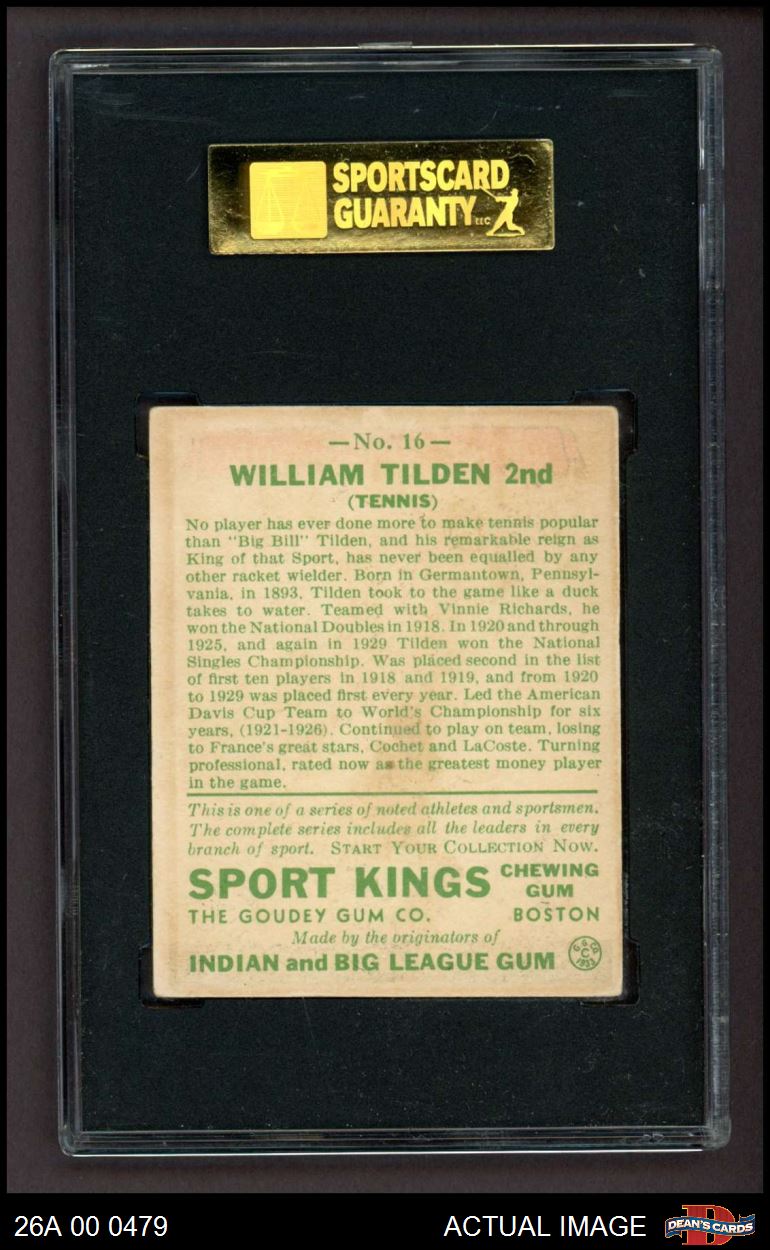 SPORTSCARD
GUARANTY LLC
—No. 16—
WILLIAM TILDEN 2nd
(TENNIS)
No player has ever done more to make tennis popular
than "Big Bill" Tilden, and his remarkable reign as
King of that Sport, has never been equalled by any
other racket wielder. Born in Germantown, Pennsyl-
vania, in 1893, Tilden took to the game like a duck
takes to water. Teamed with Vinnie Richards, he
won the National Doubles in 1918. In 1920 and through
1925, and again in 1929 Tilden won the National
Singles Championship. Was placed second in the list
of first ten players in 1918 and 1919, and from 1920
to 1929 was placed first every year. Led the American
Davis Cup Team to World's Championship for six
years, (1921-1926). Continued to play on team, losing
to France's great stars, Cochet and LaCoste. Turning
professional, rated now as the greatest money player
in the game.
This is one of a series of noted athletes and sportsmen.
The complete series includes all the leaders in every
branch of sport. START YOUR COLLECTION NOW.
SPORT KINGS CHEWING GUM
THE GOUDEY GUM CO. BOSTON
Made by the originators of
INDIAN and BIG LEAGUE GUM
G.G.CO. C 1933
26A 00 0479
ACTUAL IMAGE
D DEAN'S CARDS